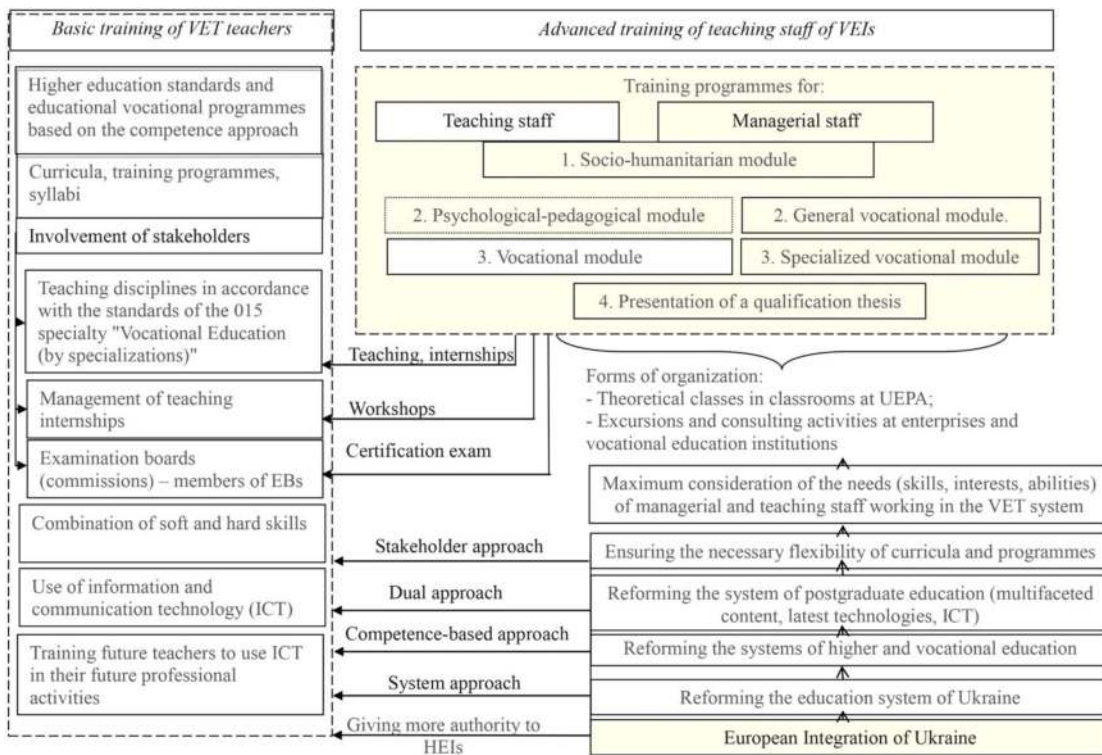 Basic training of VET teachers
Advanced training of teaching staff of VEIs
Higher education standards and
educational vocational programmes
based on the competence approach
Curricula, training programmes,
syllabi
Involvement of stakeholders
Teaching disciplines in accordance
with the standards of the 015
specialty "Vocational Education
(by specializations)"
Management of teaching
internships
Examination boards
(commissions) – members of EBs
Combination of soft and hard skills
Use of information and
communication technology (ICT)
Training future teachers to use ICT
in their future professional
activities
Training programmes for:
Teaching staff
Managerial staff
1. Socio-humanitarian module
2. Psychological-pedagogical module
2. General vocational module.
3. Vocational module
3. Specialized vocational module
4. Presentation of a qualification thesis
Teaching, internships
Workshops
Certification exam
Forms of organization:
- Theoretical classes in classrooms at UEPA;
- Excursions and consulting activities at enterprises and
vocational education institutions
Maximum consideration of the needs (skills, interests, abilities)
of managerial and teaching staff working in the VET system
Stakeholder approach
Ensuring the necessary flexibility of curricula and programmes
Dual approach
Reforming the system of postgraduate education (multifaceted
content, latest technologies, ICT)
Competence-based approach
Reforming the systems of higher and vocational education
System approach
Reforming the education system of Ukraine
Giving more authority to
HEIs
European Integration of Ukraine